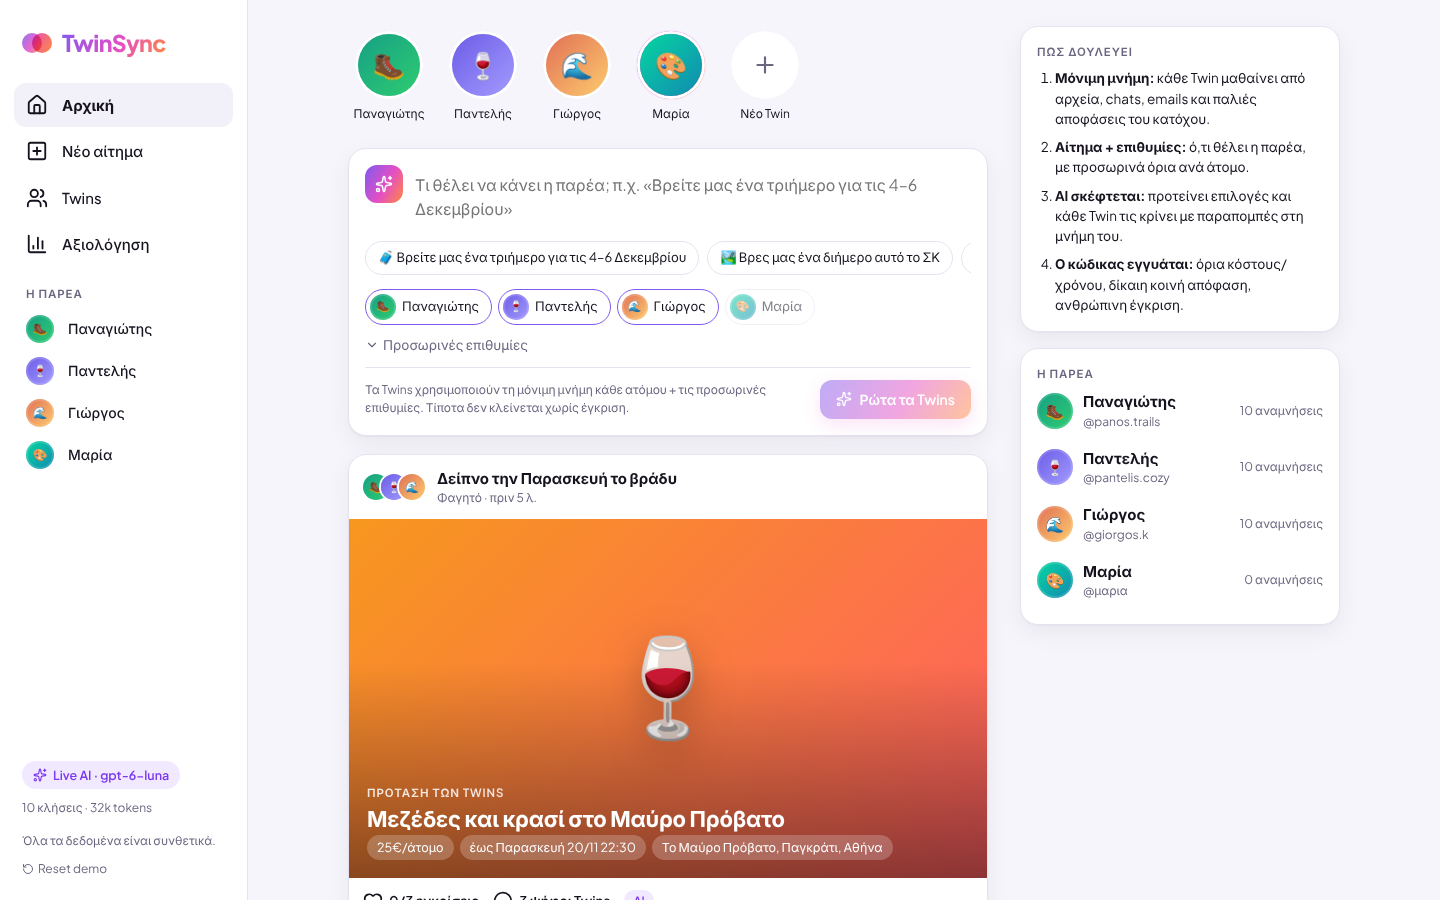 TwinSync
Αρχική
Νέο αίτημα
Twins
Αξιολόγηση
Η ΠΑΡΕΑ
Παναγιώτης
Παντελής
Γιώργος
Μαρία
Live AI · gpt-6-luna
10 κλήσεις · 32k tokens
Όλα τα δεδομένα είναι συνθετικά.
Reset demo
Παναγιώτης
Παντελής
Γιώργος
Μαρία
Νέο Twin
Τι θέλει να κάνει η παρέα; π.χ. «Βρείτε μας ένα τριήμερο για τις 4–6
Δεκεμβρίου»
Βρείτε μας ένα τριήμερο για τις 4–6 Δεκεμβρίου
Βρες μας ένα διήμερο αυτό το ΣΚ
Παναγιώτης
Παντελής
Γιώργος
Μαρία
Προσωρινές επιθυμίες
Τα Twins χρησιμοποιούν τη μόνιμη μνήμη κάθε ατόμου + τις προσωρινές
επιθυμίες. Τίποτα δεν κλείνεται χωρίς έγκριση.
Ρώτα τα Twins
Δείπνο την Παρασκευή το βράδυ
Φαγητό · πριν 5 λ.
ΠΡΟΤΑΣΗ ΤΩΝ TWINS
Μεζέδες και κρασί στο Μαύρο Πρόβατο
25€/άτομο
έως Παρασκευή 20/11 22:30
Το Μαύρο Πρόβατο, Παγκράτι, Αθήνα
ΠΩΣ ΔΟΥΛΕΥΕΙ
1. Μόνιμη μνήμη: κάθε Twin μαθαίνει από
αρχεία, chats, emails και παλιές
αποφάσεις του κατόχου.
2. Αίτημα + επιθυμίες: ό,τι θέλει η παρέα,
με προσωρινά όρια ανά άτομο.
3. AI σκέφτεται: προτείνει επιλογές και
κάθε Twin τις κρίνει με παραπομπές στη
μνήμη του.
4. Ο κώδικας εγγυάται: όρια κόστους/
χρόνου, δίκαιη κοινή απόφαση,
ανθρώπινη έγκριση.
Η ΠΑΡΕΑ
Παναγιώτης
@panos.trails
10 αναμνήσεις
Παντελής
@pantelis.cozy
10 αναμνήσεις
Γιώργος
@giorgos.k
10 αναμνήσεις
Μαρία
@μαρια
0 αναμνήσεις